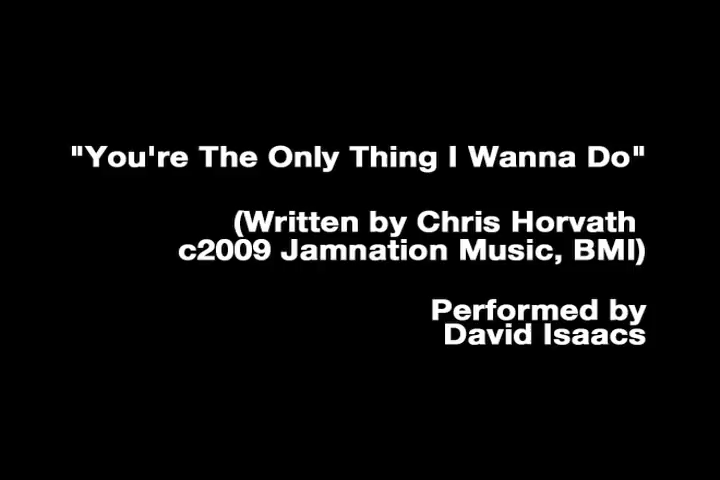 "You're The Only Thing I Wanna Do"
(Written by Chris Horvath
c2009 Jamnation Music, BMI)
Performed by
David Isaacs